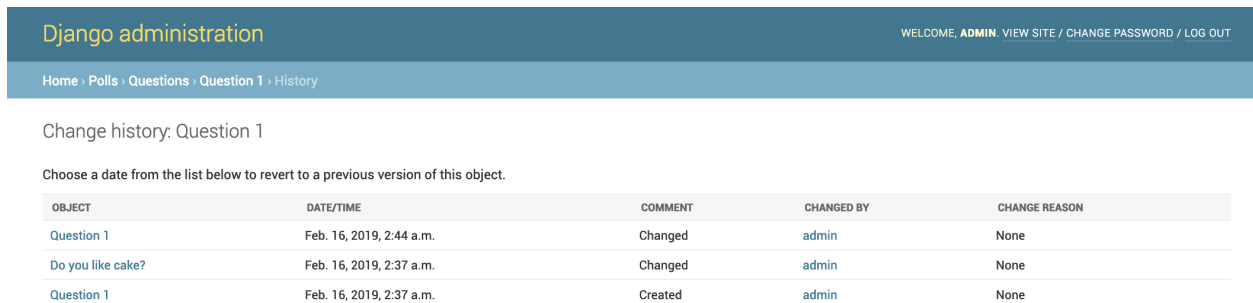 Django administration
WELCOME, ADMIN. VIEW SITE / CHANGE PASSWORD / LOG OUT
Home › Polls › Questions › Question 1 › History
Change history: Question 1
Choose a date from the list below to revert to a previous version of this object.
OBJECT DATE/TIME COMMENT CHANGED BY CHANGE REASON
Question 1 Feb. 16, 2019, 2:44 a.m. Changed admin None
Do you like cake? Feb. 16, 2019, 2:37 a.m. Changed admin None
Question 1 Feb. 16, 2019, 2:37 a.m. Created admin None